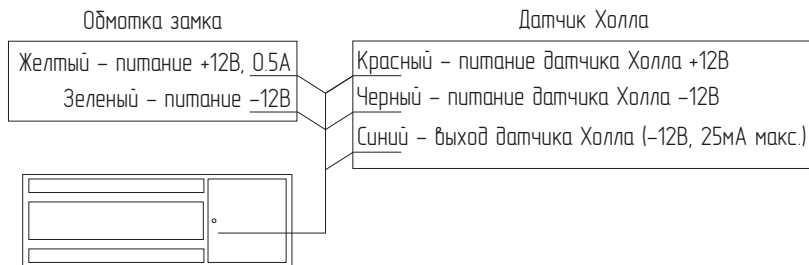 Обмотка замка
Желтый – питание +12В, 0.5А
Зеленый – питание –12В
Датчик Холла
Красный – питание датчика Холла +12В
Черный – питание датчика Холла –12В
Синий – выход датчика Холла (–12В, 25мА макс.)